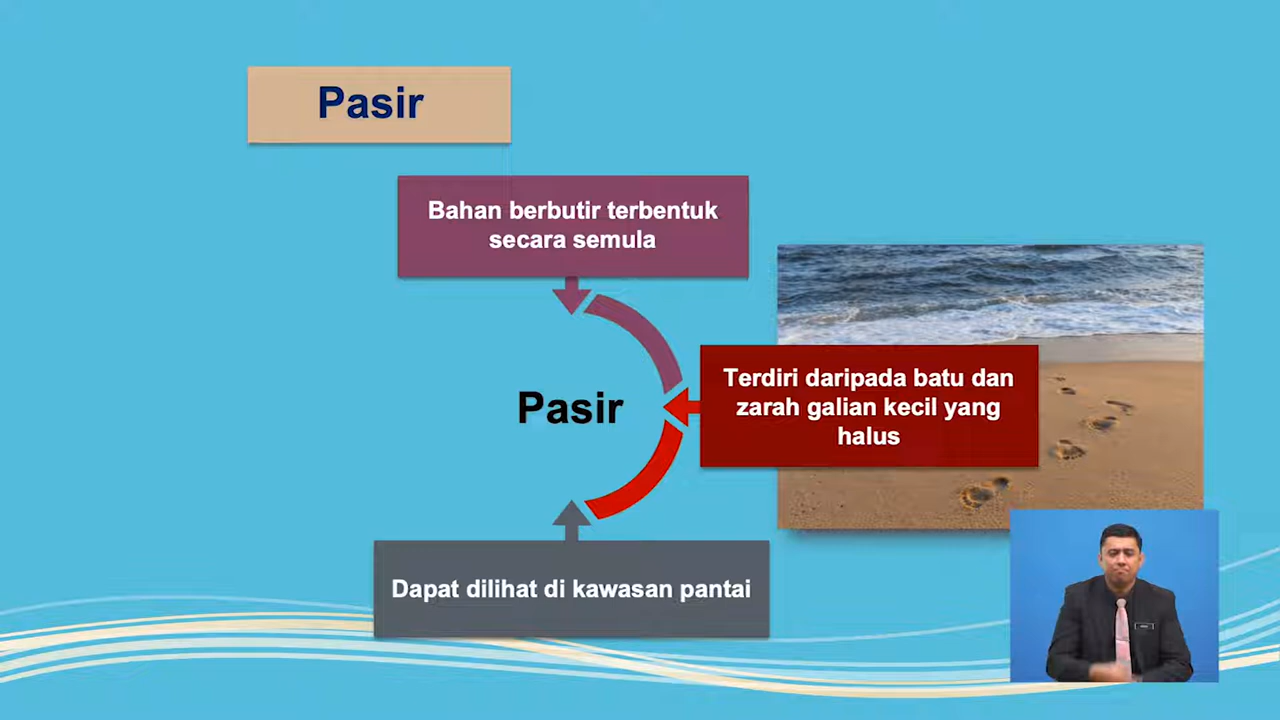 Pasir
Bahan berbutir terbentuk
secara semula
Terdiri daripada batu dan
zarah galian kecil yang
halus
Pasir
Dapat dilihat di kawasan pantai